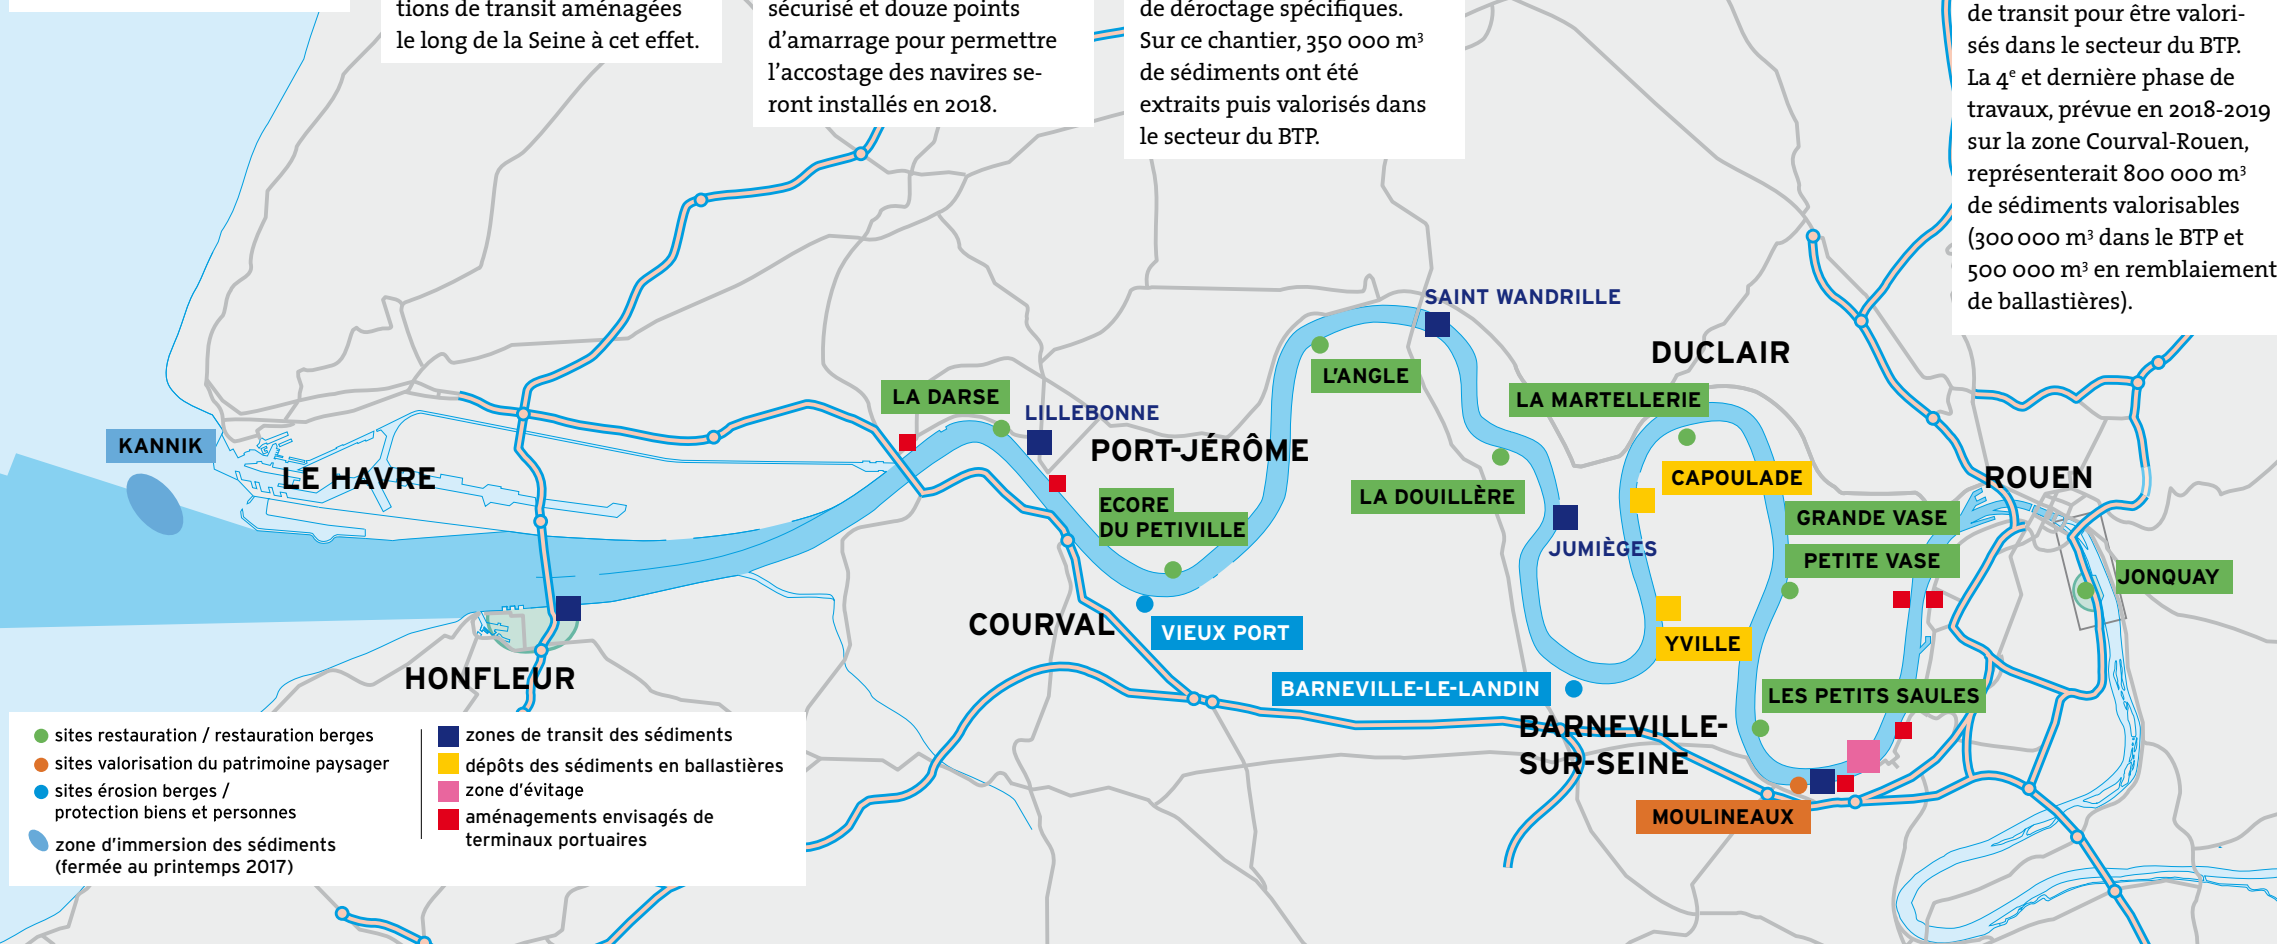 tions de transit aménagées
le long de la Seine à cet effet.
sécurisé et douze points
d’amarrage pour permettre
l’accostage des navires se-
ront installés en 2018.
de déroctage spécifiques.
Sur ce chantier, 350 000 m³
de sédiments ont été
extraits puis valorisés dans
le secteur du BTP.
de transit pour être valori-
sés dans le secteur du BTP.
La 4ᵉ et dernière phase de
travaux, prévue en 2018-2019
sur la zone Courval-Rouen,
représenterait 800 000 m³
de sédiments valorisables
(300 000 m³ dans le BTP et
500 000 m³ en remblaiement
de ballastières).
SAINT WANDRILLE
DUCLAIR
L’ANGLE
LA DARSE
LA MARTELLERIE
LILLEBONNE
KANNIK
PORT-JÉRÔME
LE HAVRE
CAPOULADE
ROUEN
LA DOUILLÈRE
ECORE
DU PETIVILLE
GRANDE VASE
JUMIÈGES
PETITE VASE
JONQUAY
COURVAL
VIEUX PORT
YVILLE
HONFLEUR
BARNEVILLE-LE-LANDIN
LES PETITS SAULES
BARNEVILLE-
SUR-SEINE
MOULINEAUX
sites restauration / restauration berges
sites valorisation du patrimoine paysager
sites érosion berges /
protection biens et personnes
zone d’immersion des sédiments
(fermée au printemps 2017)
zones de transit des sédiments
dépôts des sédiments en ballastières
zone d’évitage
aménagements envisagés de
terminaux portuaires